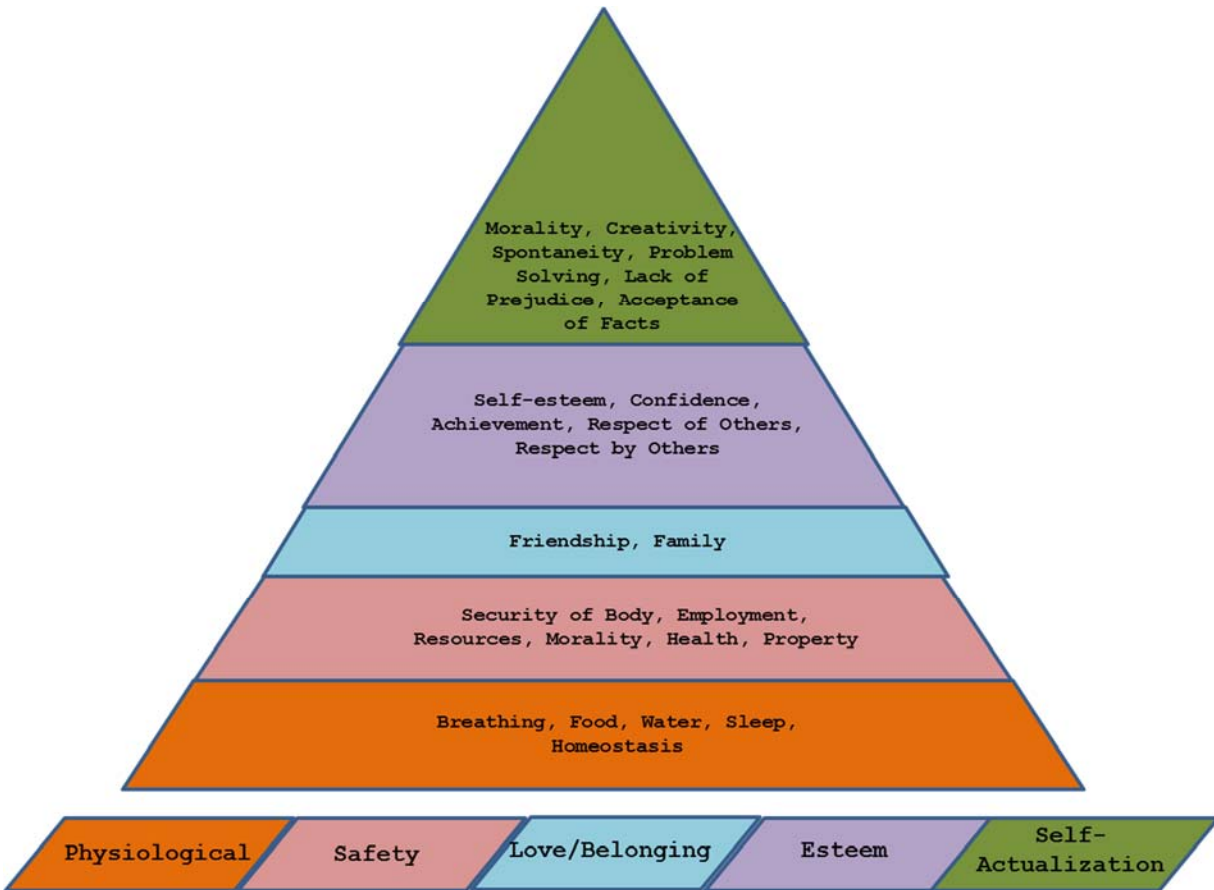 Morality, Creativity,
Spontaneity, Problem
Solving, Lack of
Prejudice, Acceptance
of Facts
Self-esteem, Confidence,
Achievement, Respect of Others,
Respect by Others
Friendship, Family
Security of Body, Employment,
Resources, Morality, Health, Property
Breathing, Food, Water, Sleep,
Homeostasis
Physiological
Safety
Love/Belonging
Esteem
Self-
Actualization